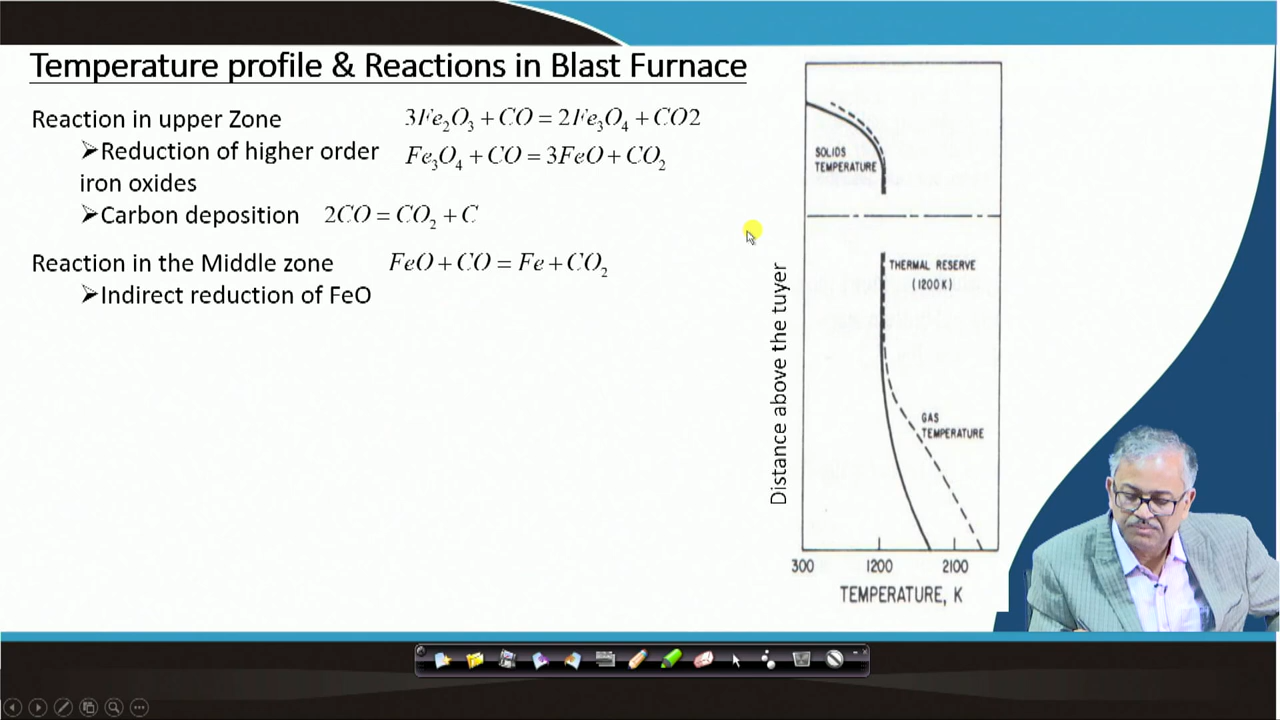 Temperature profile & Reactions in Blast Furnace
Reaction in upper Zone
3Fe₂O₃ + CO = 2Fe₃O₄ + CO2
➢Reduction of higher order
iron oxides
Fe₃O₄ + CO = 3FeO + CO₂
➢Carbon deposition
2CO = CO₂ + C
Reaction in the Middle zone
FeO + CO = Fe + CO₂
➢Indirect reduction of FeO
SOLIDS
TEMPERATURE
THERMAL RESERVE
(1200K)
GAS
TEMPERATURE
Distance above the tuyer
300 1200 2100
TEMPERATURE, K